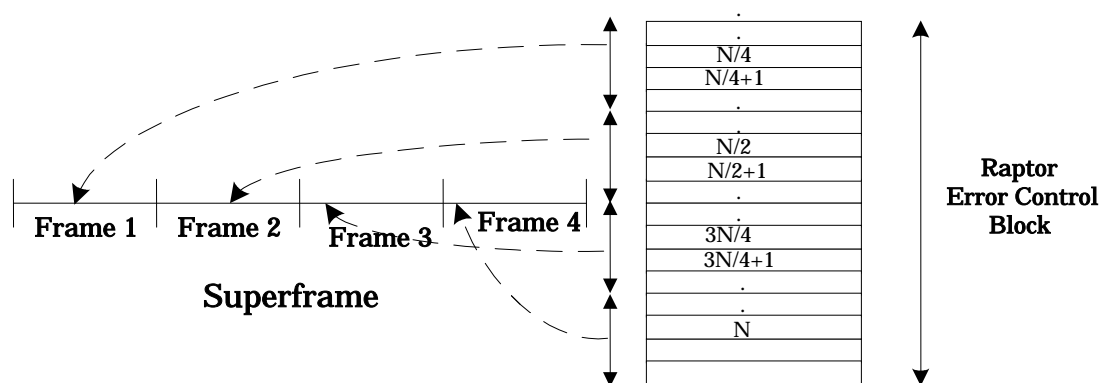 .
.
N/4
N/4+1
.
.
N/2
N/2+1
.
.
3N/4
3N/4+1
.
.
N
Frame 1
Frame 2
Frame 3
Frame 4
Superframe
Raptor
Error Control
Block